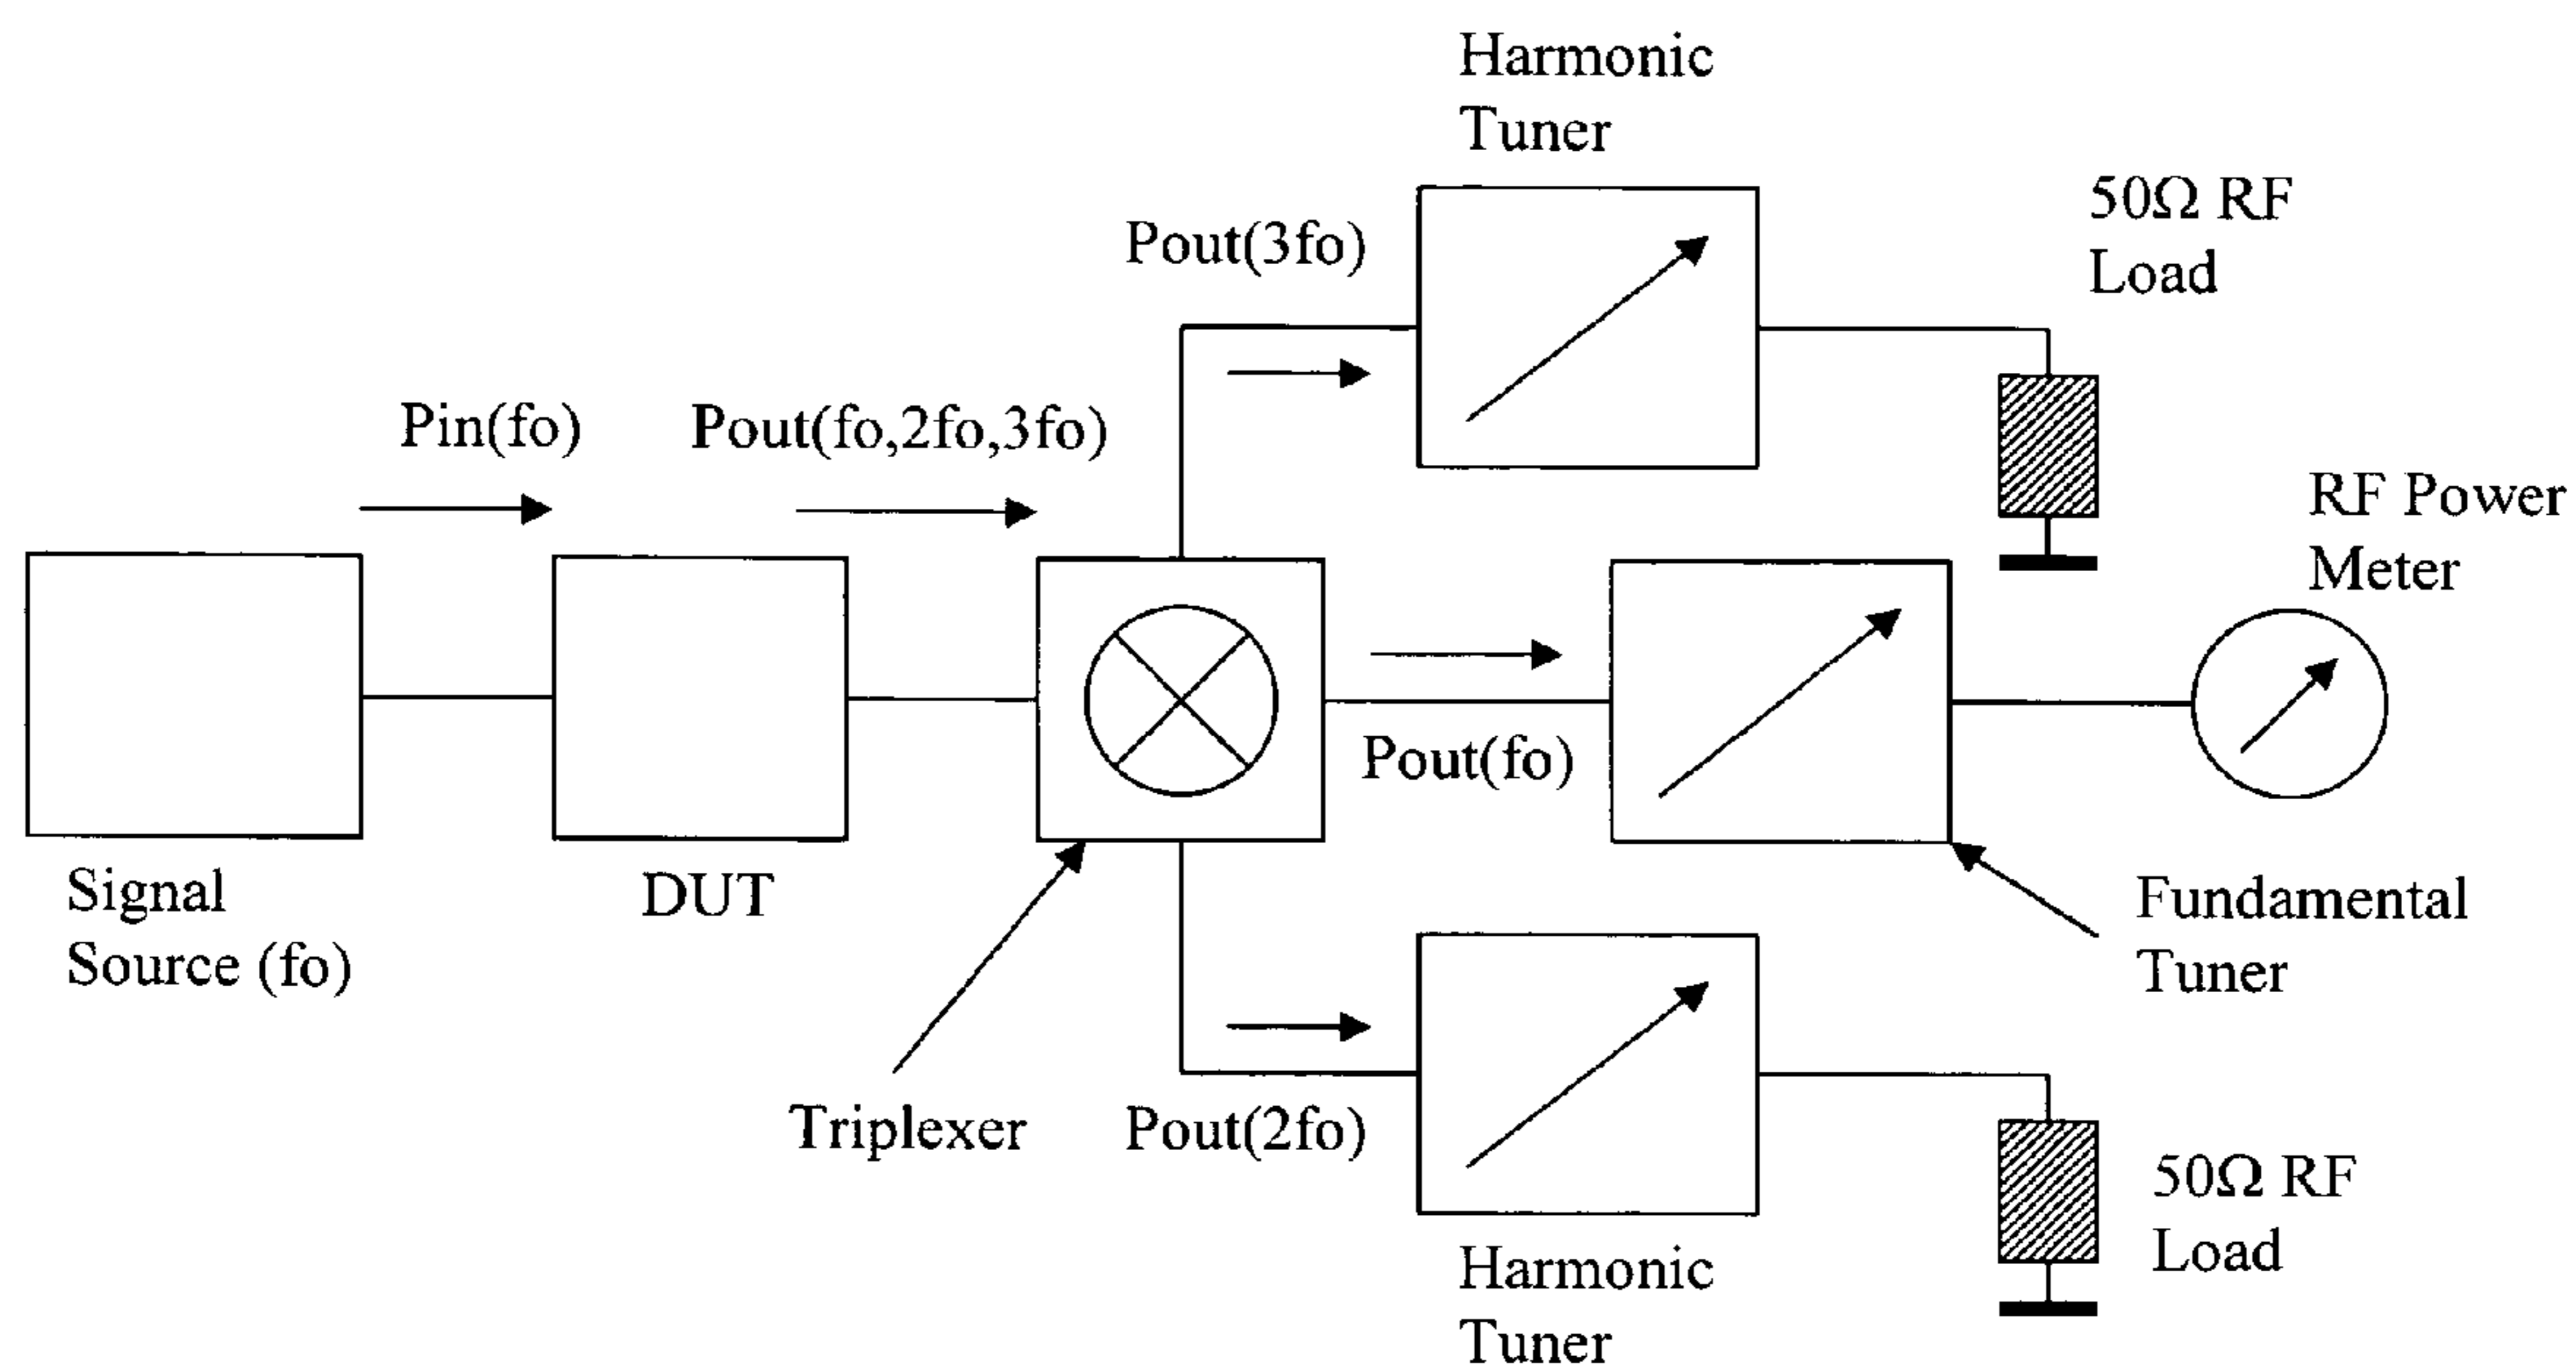 Harmonic
Tuner
50Ω RF
Load
Pout(3fo)
Pin(fo)
Pout(fo,2fo,3fo)
RF Power
Meter
Pout(fo)
Signal
Source (fo)
DUT
Fundamental
Tuner
Triplexer
Pout(2fo)
50Ω RF
Load
Harmonic
Tuner